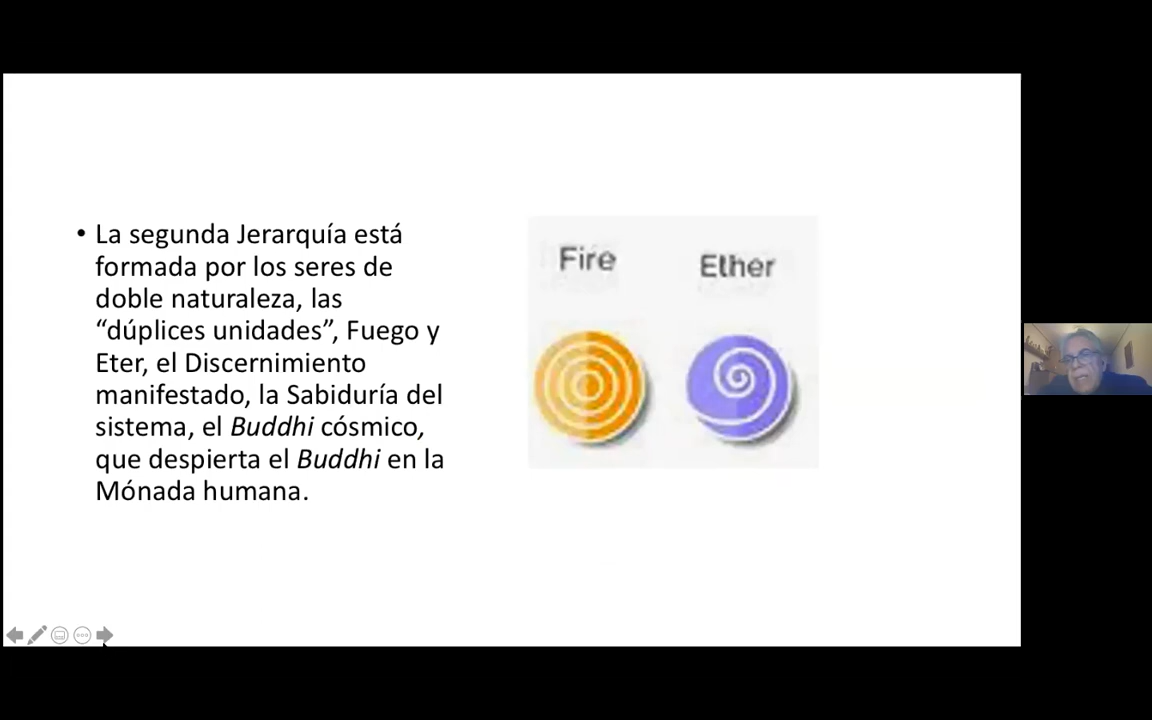 • La segunda Jerarquía está
formada por los seres de
doble naturaleza, las
“dúplices unidades”, Fuego y
Eter, el Discernimiento
manifestado, la Sabiduría del
sistema, el Buddhi cósmico,
que despierta el Buddhi en la
Mónada humana.
Fire
Ether